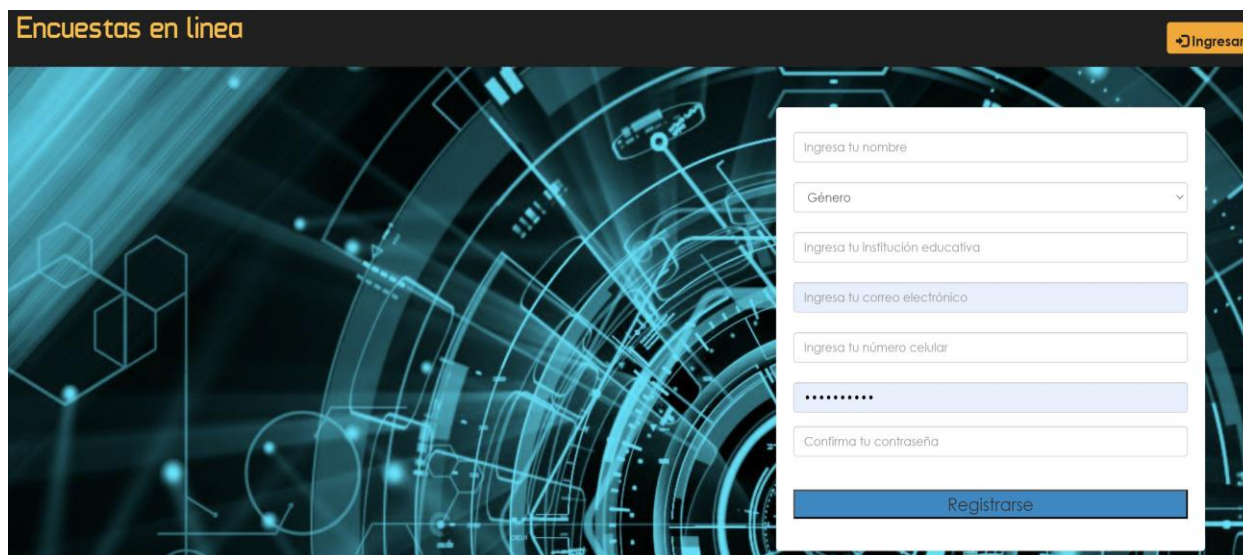 Encuestas en linea
Ingresar
Ingresa tu nombre
Género
Ingresa tu institución educativa
Ingresa tu correo electrónico
Ingresa tu número celular
••••••••••
Confirma tu contraseña
Registrarse